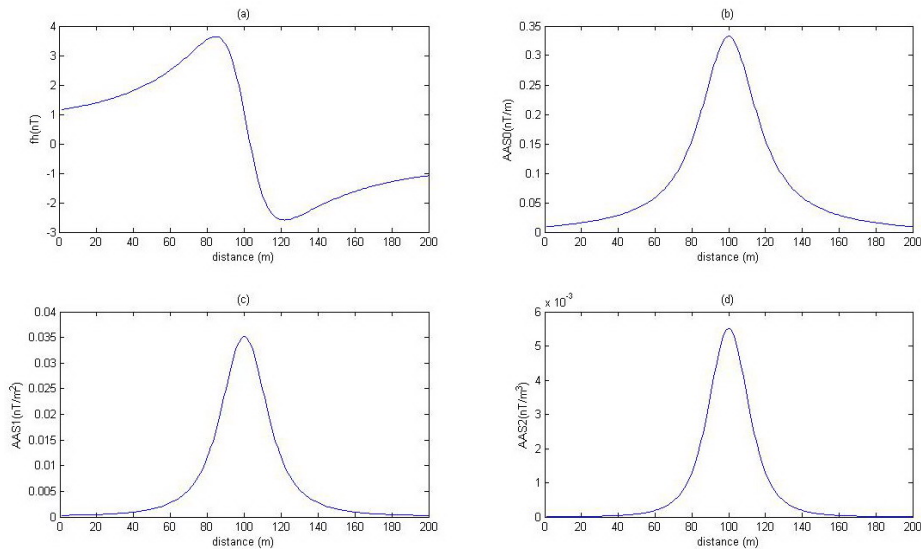 (a)
4
3
2
1
0
-1
-2
-3
fh(nT)
0 20 40 60 80 100 120 140 160 180 200
distance (m)
(b)
0.35
0.3
0.25
0.2
0.15
0.1
0.05
0
AAS0(nT/m)
0 20 40 60 80 100 120 140 160 180 200
distance (m)
(c)
0.04
0.035
0.03
0.025
0.02
0.015
0.01
0.005
0
AAS1(nT/m²)
0 20 40 60 80 100 120 140 160 180 200
distance (m)
(d)
x 10⁻³
6
5
4
3
2
1
0
AAS2(nT/m³)
0 20 40 60 80 100 120 140 160 180 200
distance (m)